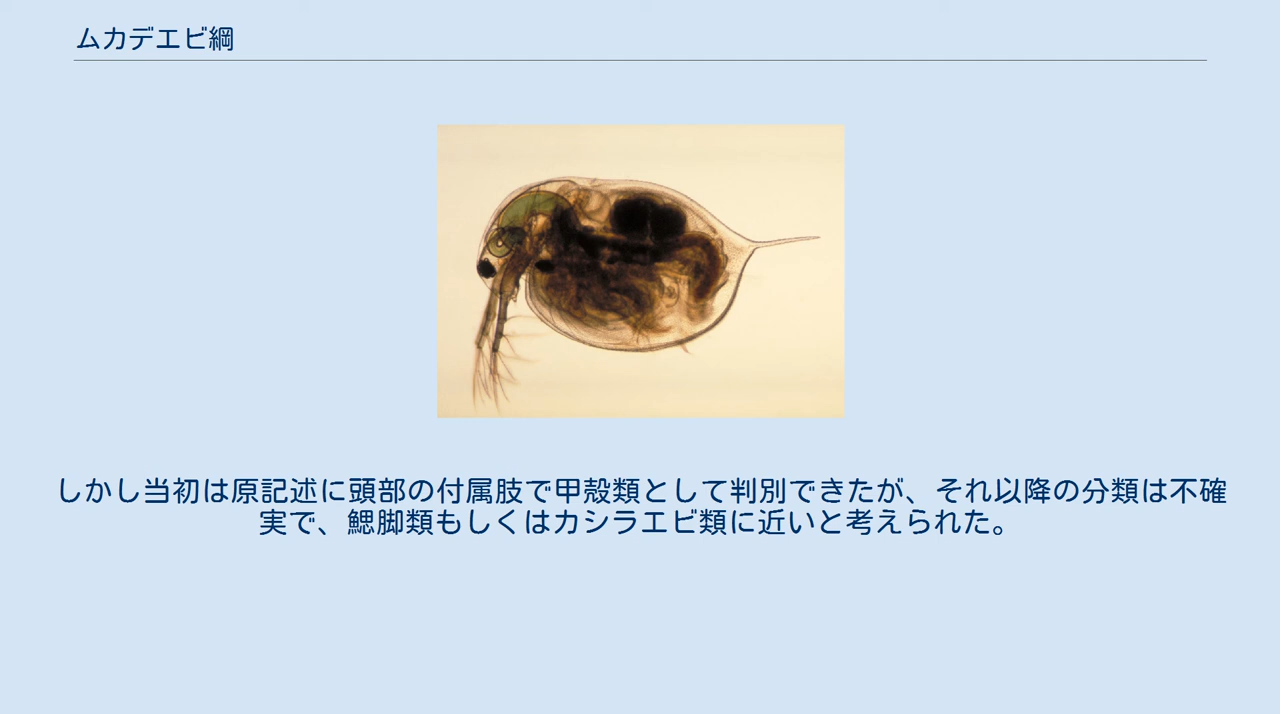 ムカデエビ綱
しかし当初は原記述に頭部の付属肢で甲殻類として判別できたが、それ以降の分類は不確
実で、鰓脚類もしくはカシラエビ類に近いと考えられた。